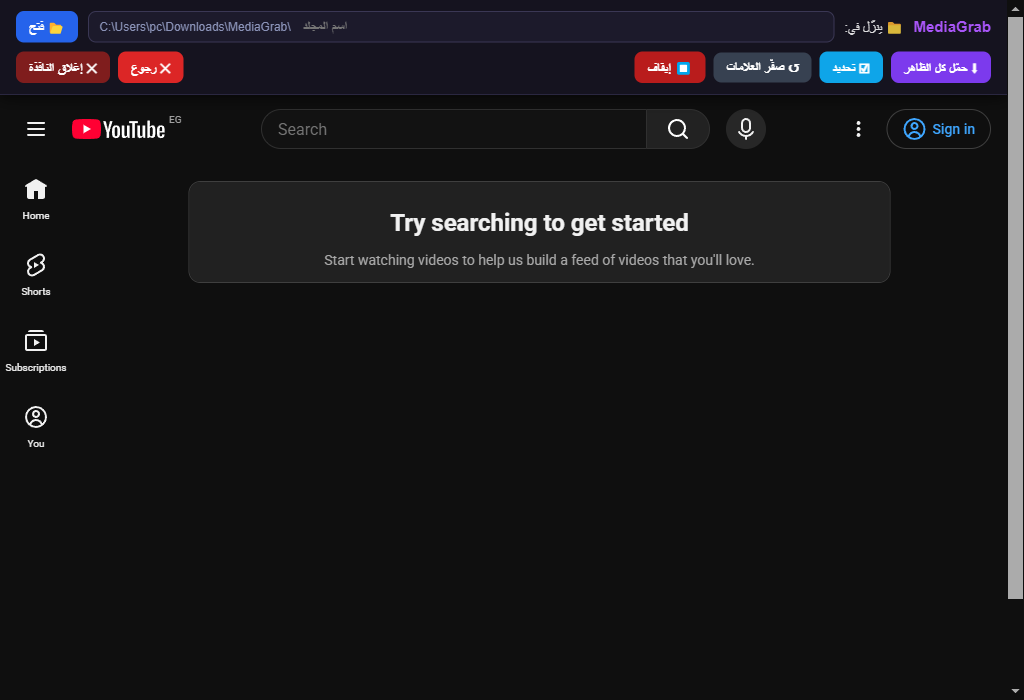 MediaGrab 📁 ينزّل في: C:\Users\pc\Downloads\MediaGrab\ اسم المجلد 📂 فتح
⬇ حمّل كل الظاهر ☑ تحديد ↺ صفّر العلامات ⏹ إيقاف ❌ رجوع ❌ إغلاق النافذة
YouTube EG
Search
Sign in
Home
Try searching to get started
Start watching videos to help us build a feed of videos that you'll love.
Shorts
Subscriptions
You